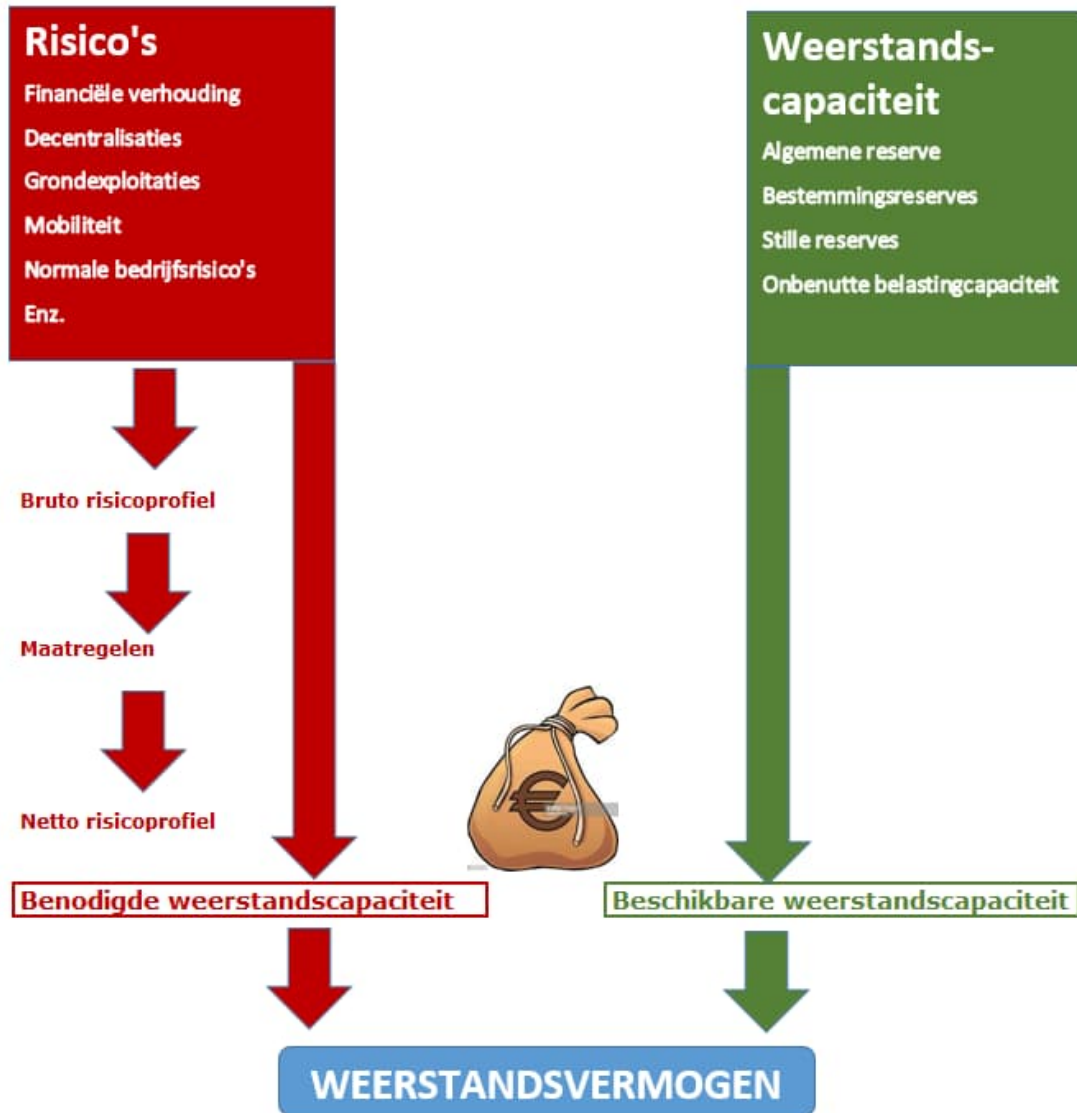 Risico's
Financiële verhouding
Decentralisaties
Grondexploitaties
Mobiliteit
Normale bedrijfsrisico's
Enz.
Weerstands-
capaciteit
Algemene reserve
Bestemmingsreserves
Stille reserves
Onbenutte belastingcapaciteit
Bruto risicoprofiel
Maatregelen
Netto risicoprofiel
€
Benodigde weerstandscapaciteit
Beschikbare weerstandscapaciteit
WEERSTANDSVERMOGEN